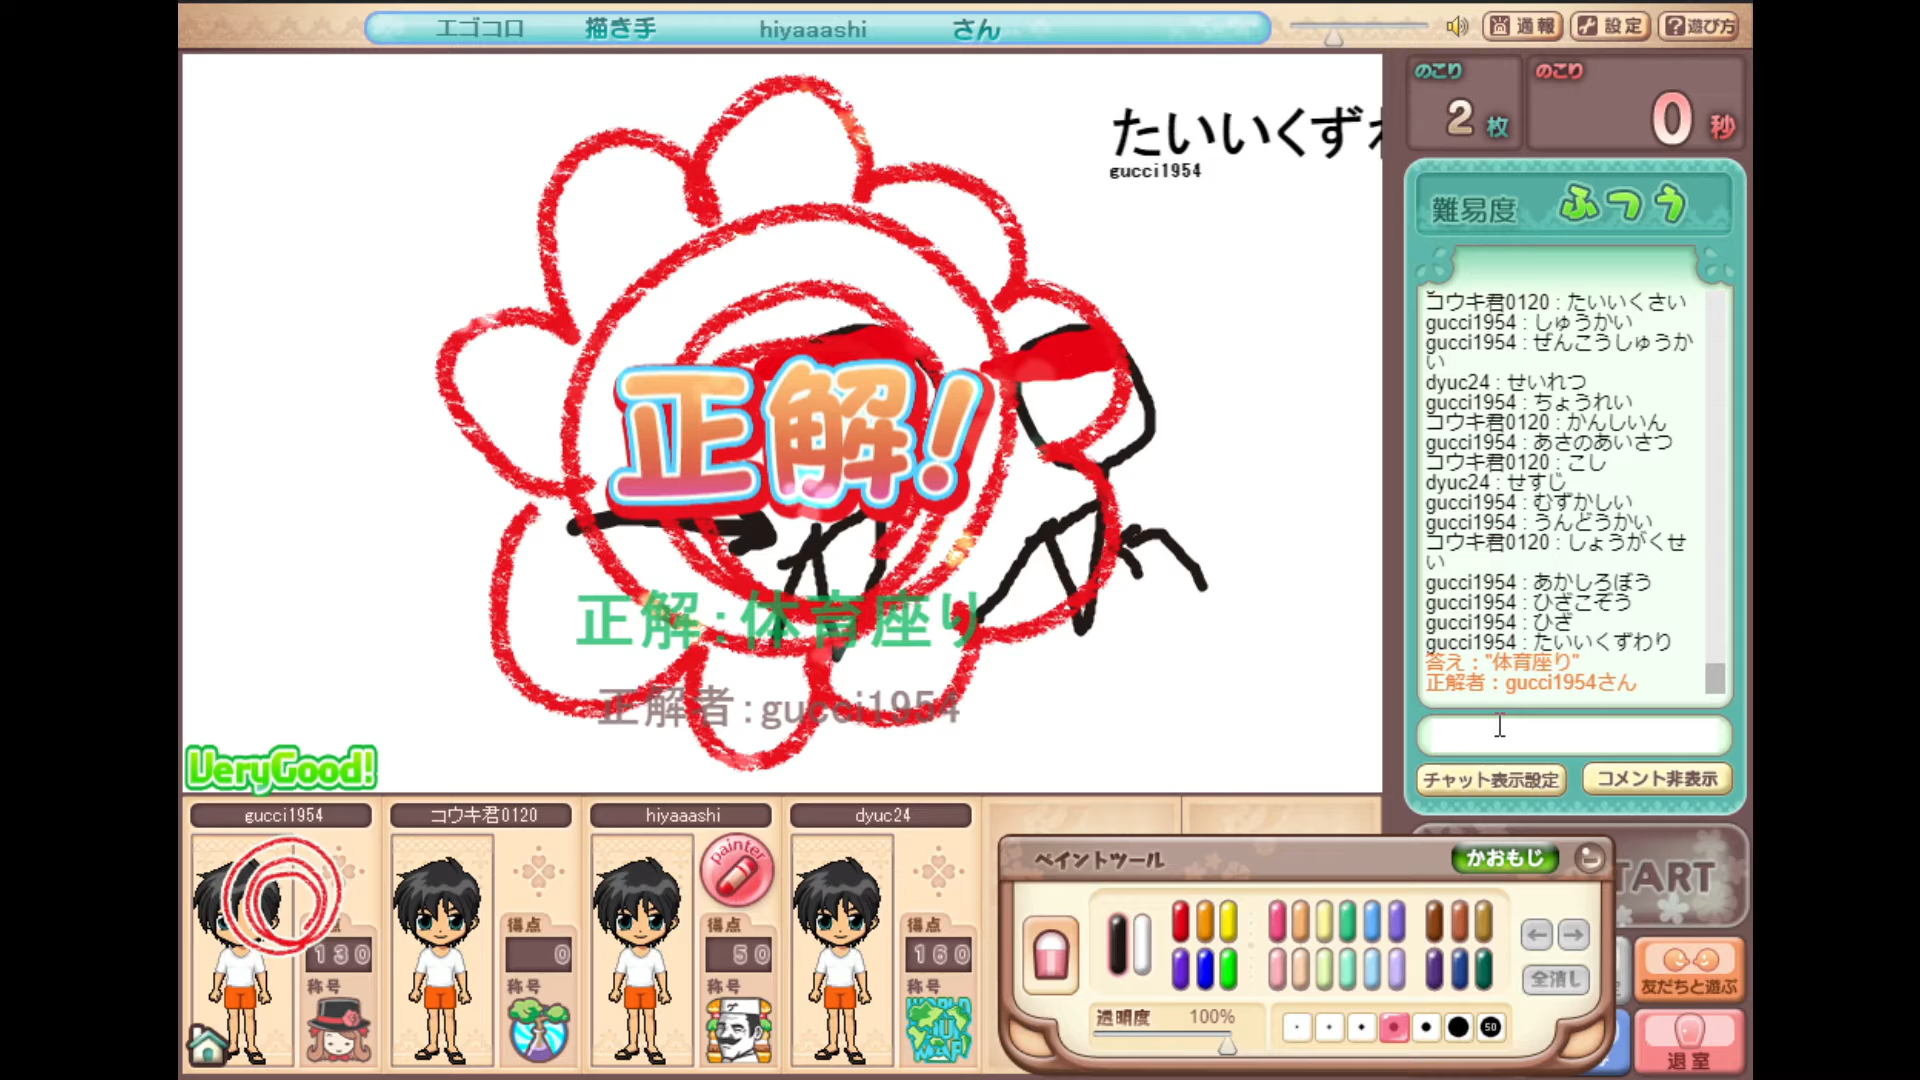 エゴコロ 描き手 hiyaaashi さん
通報 設定 遊び方
たいいくずわ
gucci1954
のこり 2 枚
のこり 0 秒
難易度 ふつう
コウキ君0120 : たいいくさい
gucci1954 : しゅうかい
gucci1954 : ぜんこうしゅうか
い
dyuc24 : せいれつ
gucci1954 : ちょうれい
コウキ君0120 : かんしいん
gucci1954 : あさのあいさつ
コウキ君0120 : こし
dyuc24 : せすじ
gucci1954 : むずかしい
gucci1954 : うんどうかい
コウキ君0120 : しょうがくせ
い
gucci1954 : あかしろぼう
gucci1954 : ひざこぞう
gucci1954 : ひざ
gucci1954 : たいいくずわり
答え : "体育座り"
正解者 : gucci1954さん
チャット表示設定 コメント非表示
正解!
正解:体育座り
正解者:gucci1954
VeryGood!
gucci1954 コウキ君0120 hiyaaashi dyuc24
painter
得点 得点 得点
130 0 50 160
称号 称号 称号 称号
ペイントツール かおもじ
全消し
透明度 100%
50
TART
友だちと遊ぶ
退室